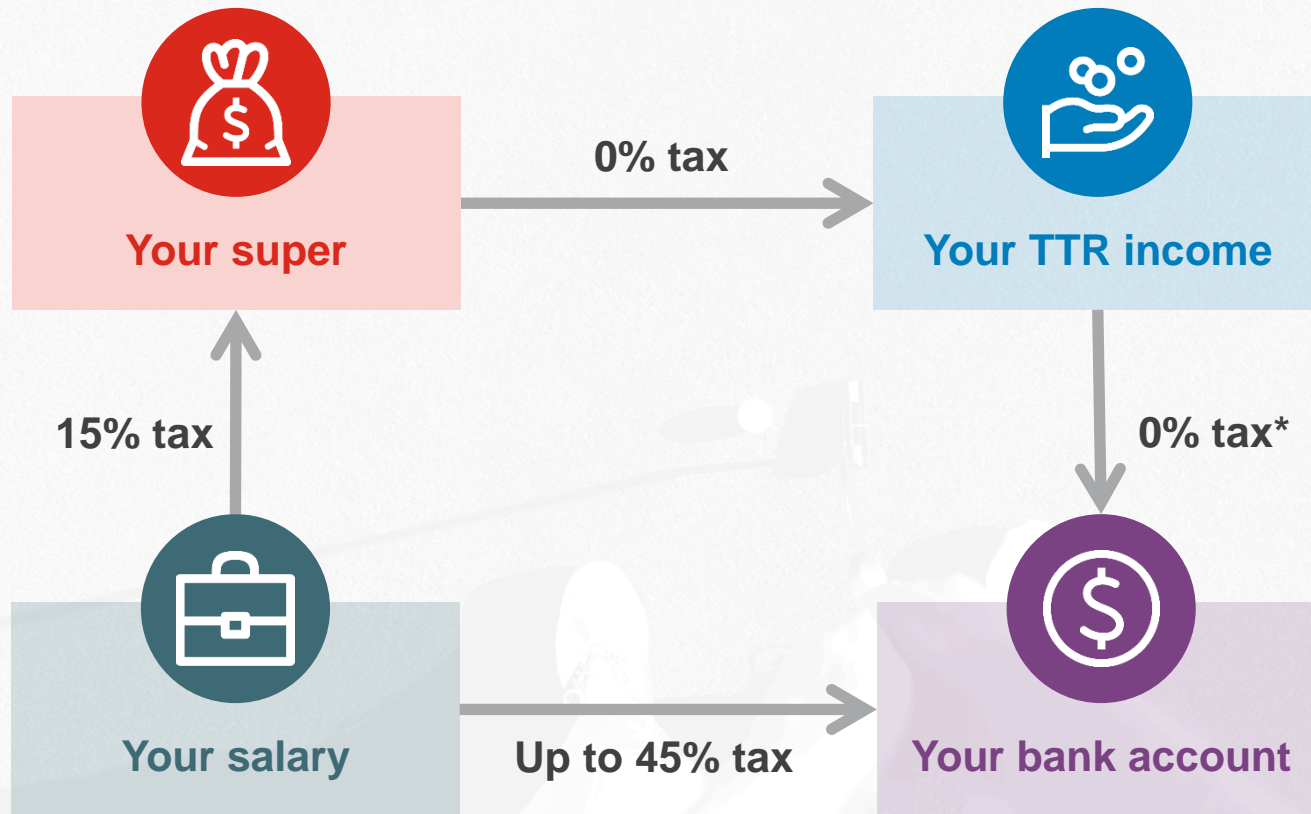 $
0% tax
Your super
Your TTR income
15% tax
0% tax*
$
Your salary
Up to 45% tax
Your bank account